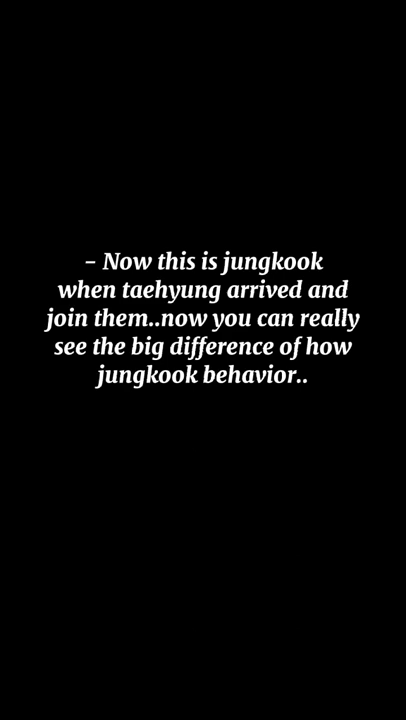 - Now this is jungkook
when taehyung arrived and
join them..now you can really
see the big difference of how
jungkook behavior..